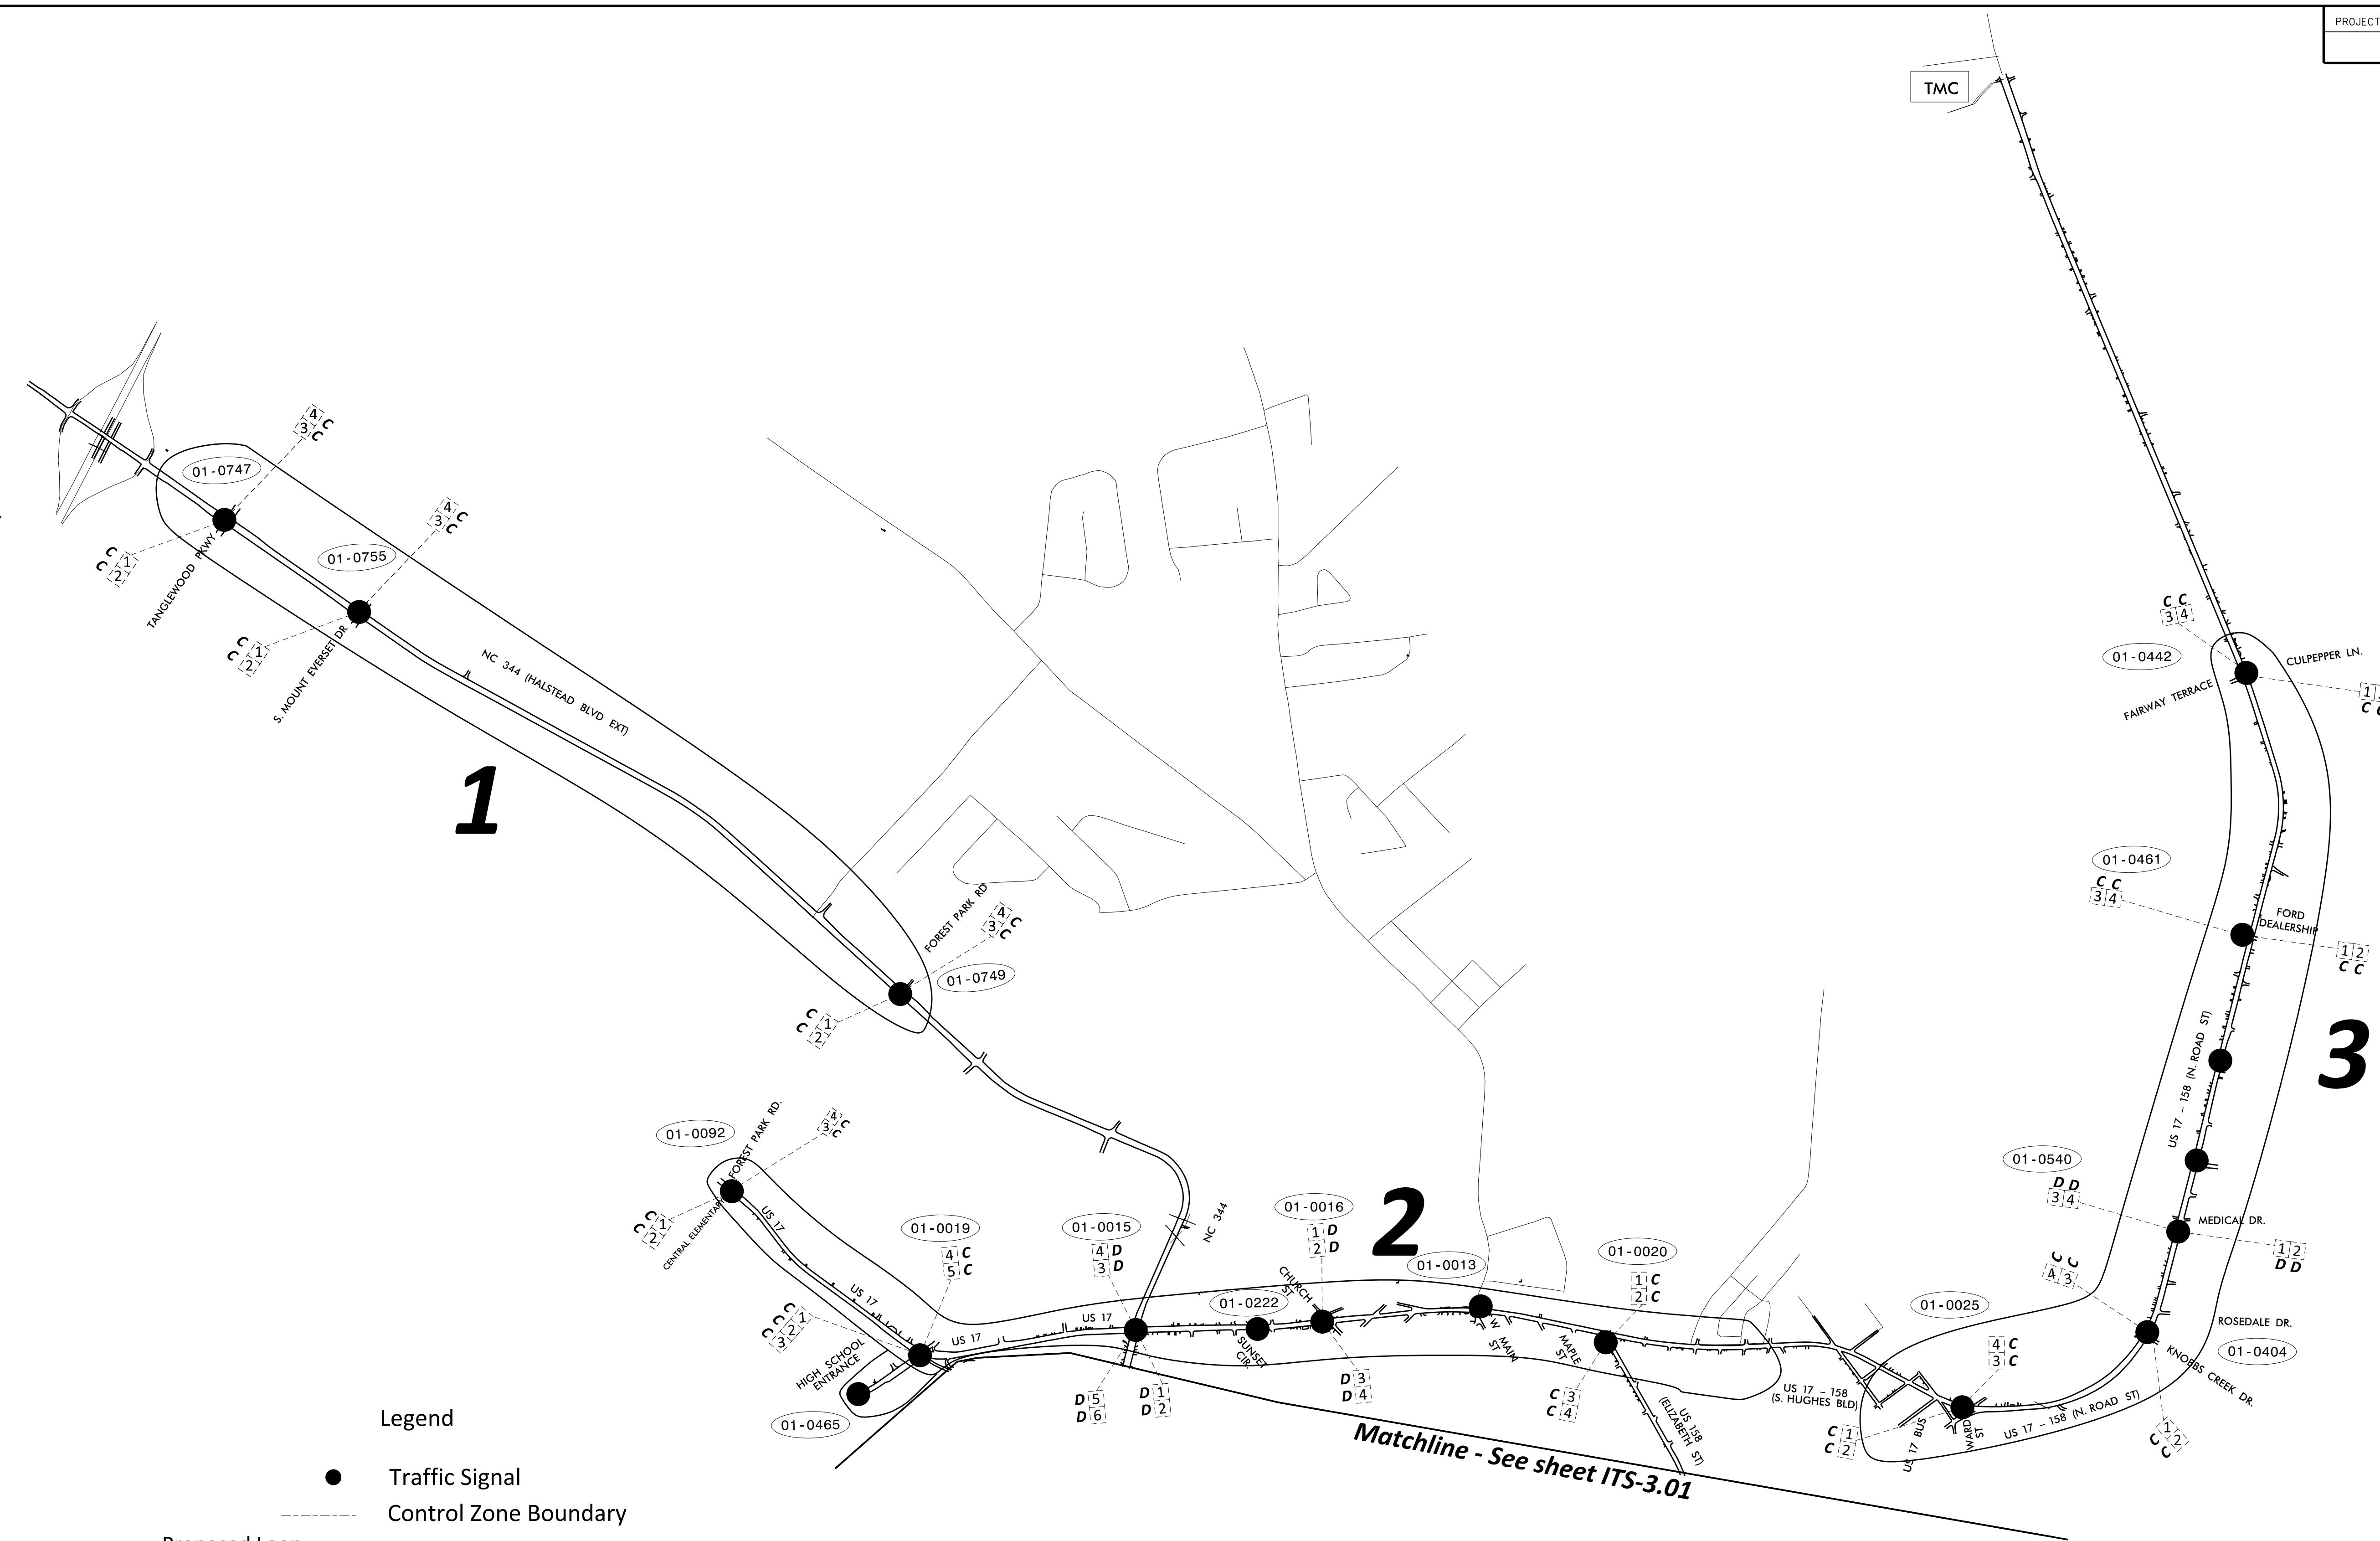 PROJECT
TMC
4 C
3 C
01-0747
C 1
C 2
TANGLEWOOD PKWY
4 C
3 C
01-0755
C 1
C 2
S. MOUNT EVERSET DR
NC 344 (HALSTEAD BLVD EXT)
1
FOREST PARK RD
4 C
3 C
01-0749
C 1
C 2
C C
3 4
01-0442
CULPEPPER LN.
FAIRWAY TERRACE
1
C
01-0461
C C
3 4
FORD
DEALERSHIP
1 2
C C
US 17 - 158 (N. ROAD ST)
3
01-0540
D D
3 4
MEDICAL DR.
1 2
D D
C C
4 3
ROSEDALE DR.
01-0404
KNOBBS CREEK DR.
1 2
C C
01-0092
FOREST PARK RD.
4 C
3 C
C 1
C 2
CENTRAL ELEMENTARY
US 17
US 17
01-0019
4 C
5 C
C C C
3 2 1
HIGH SCHOOL
ENTRANCE
01-0465
US 17
01-0015
4 D
3 D
US 17
NC 344
D 5
D 6
D 1
D 2
01-0222
SUNSET
CIR.
01-0016
1 D
2 D
CHURCH
ST
D 3
D 4
2
01-0013
W MAIN
ST
MAPLE
ST
01-0020
1 C
2 C
C 3
C 4
US 158
(ELIZABETH ST)
US 17 - 158
(S. HUGHES BLD)
01-0025
4 C
3 C
C 1
C 2
US 17 BUS
WARD
ST
US 17 - 158 (N. ROAD ST)
Matchline - See sheet ITS-3.01
Legend
Traffic Signal
Control Zone Boundary